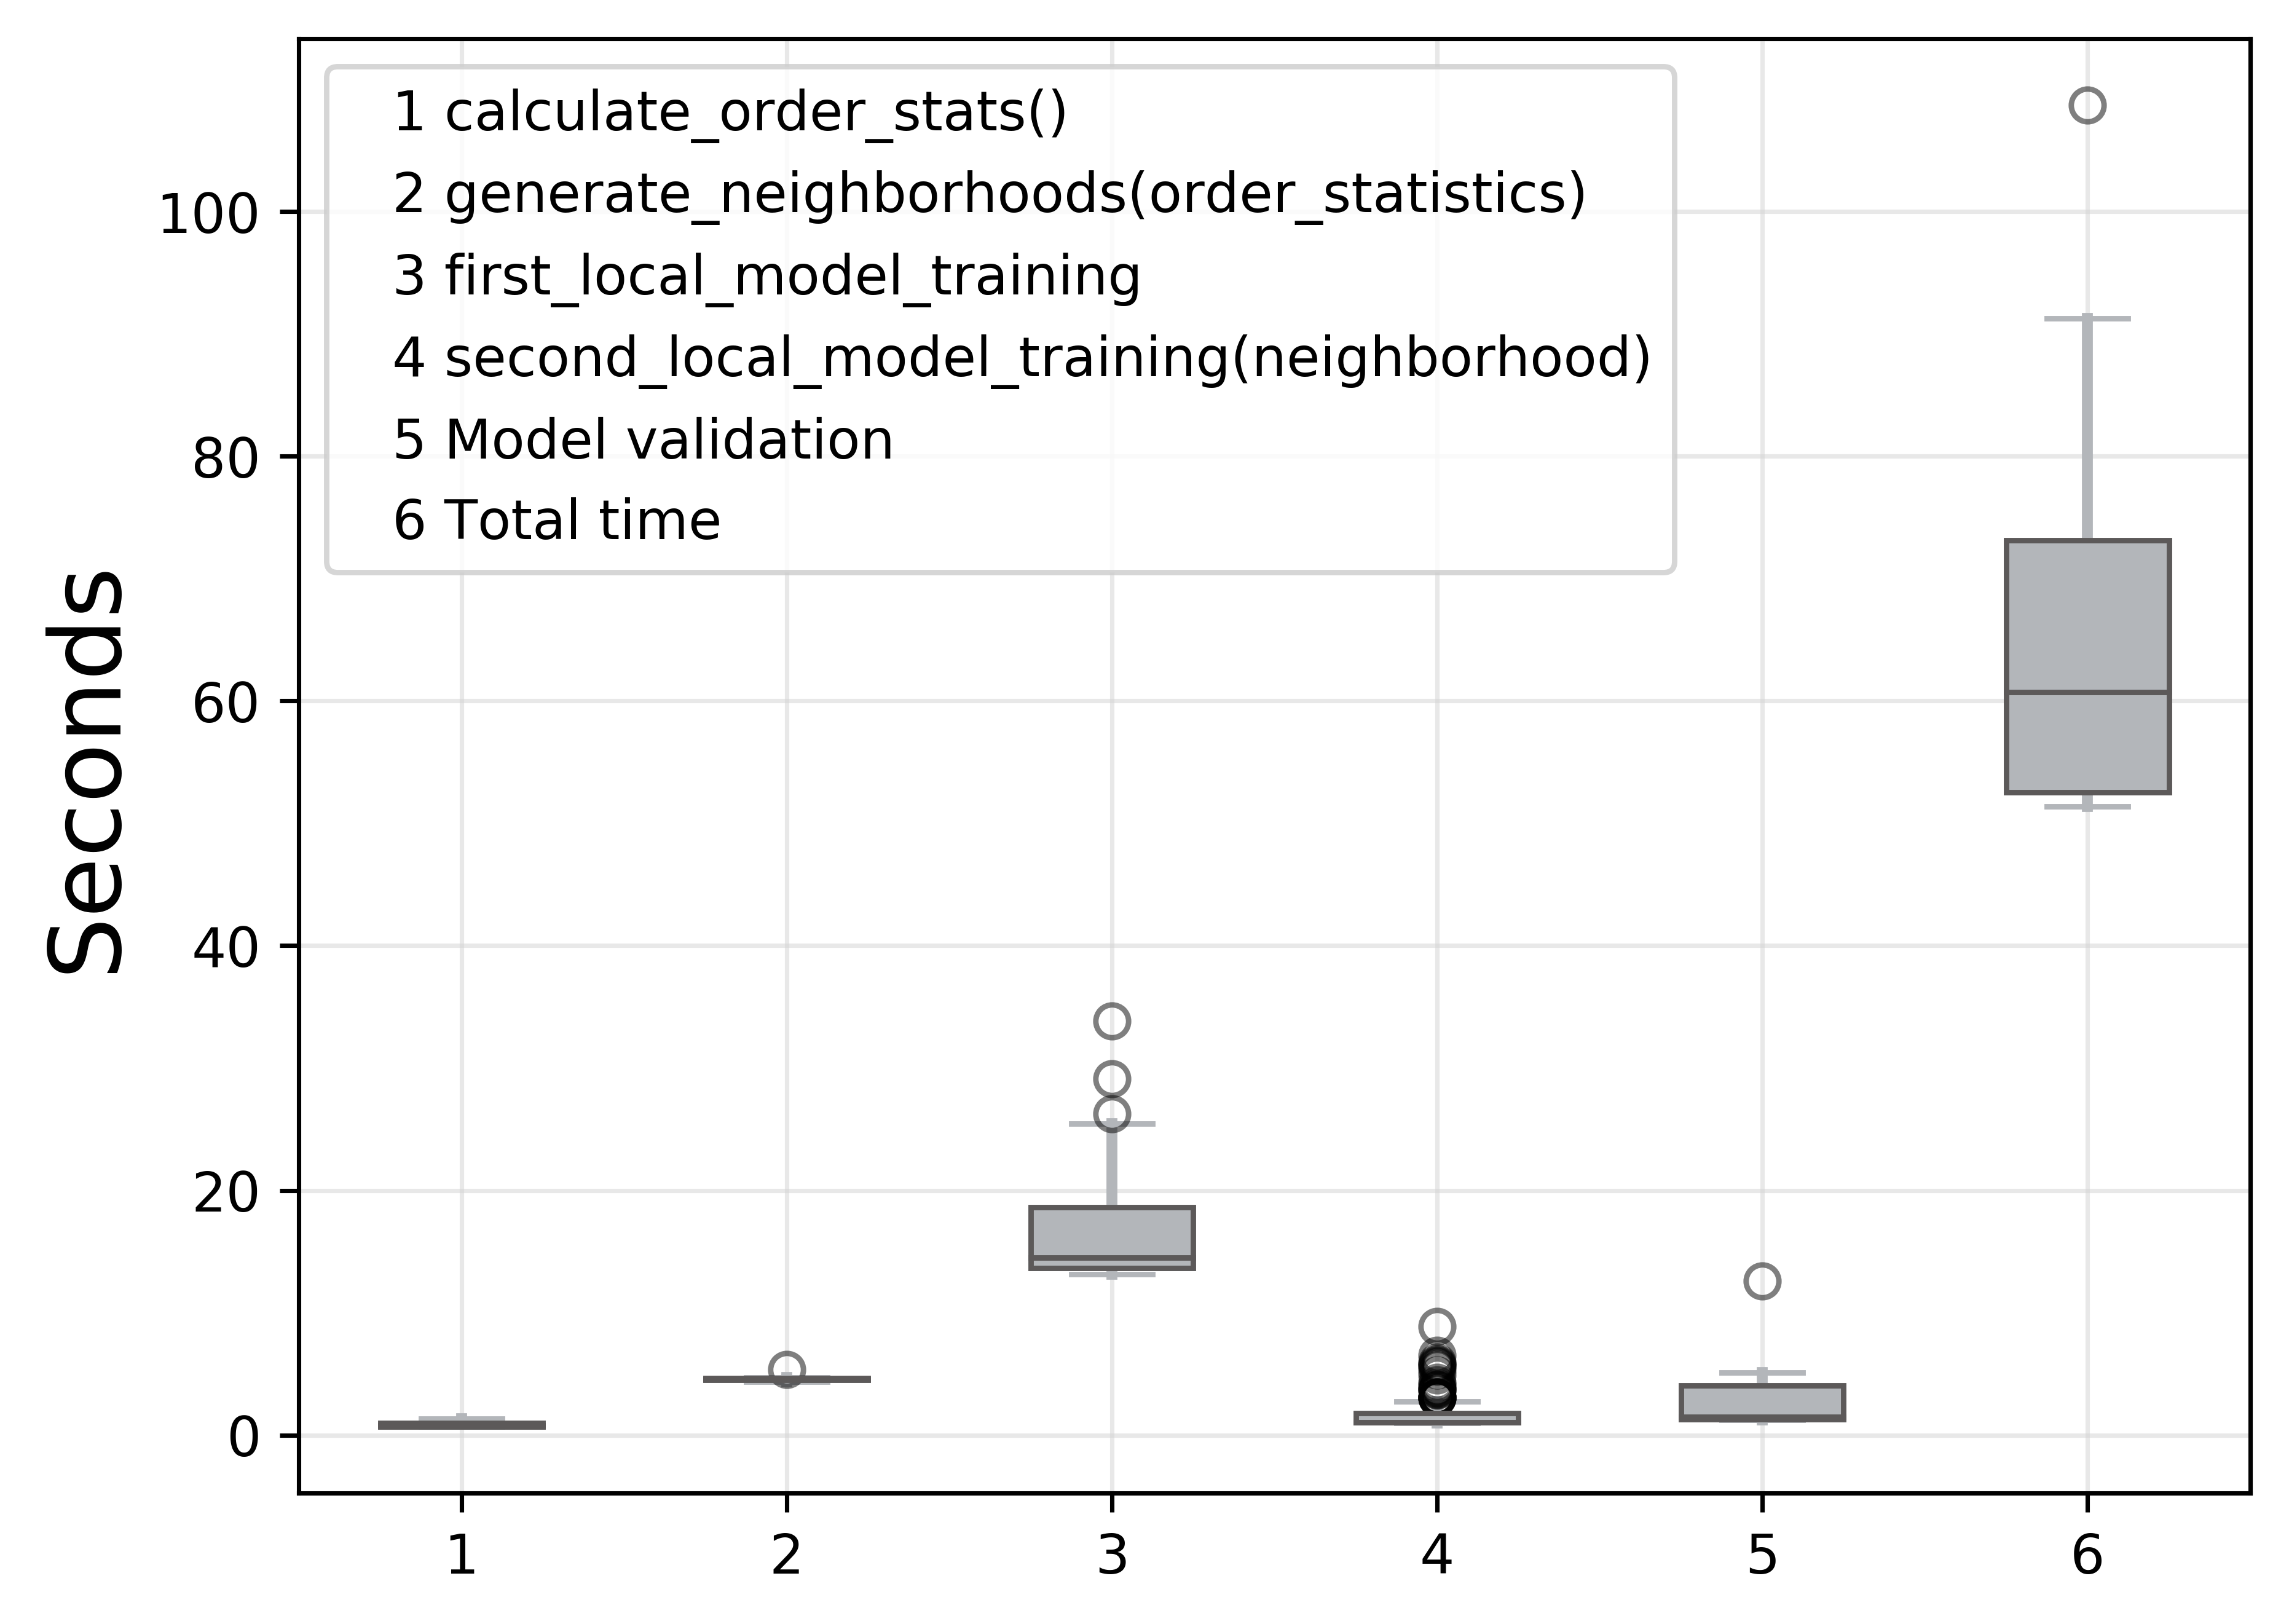 1 calculate_order_stats()
2 generate_neighborhoods(order_statistics)
3 first_local_model_training
4 second_local_model_training(neighborhood)
5 Model validation
6 Total time
Seconds
100
80
60
40
20
0
1 2 3 4 5 6